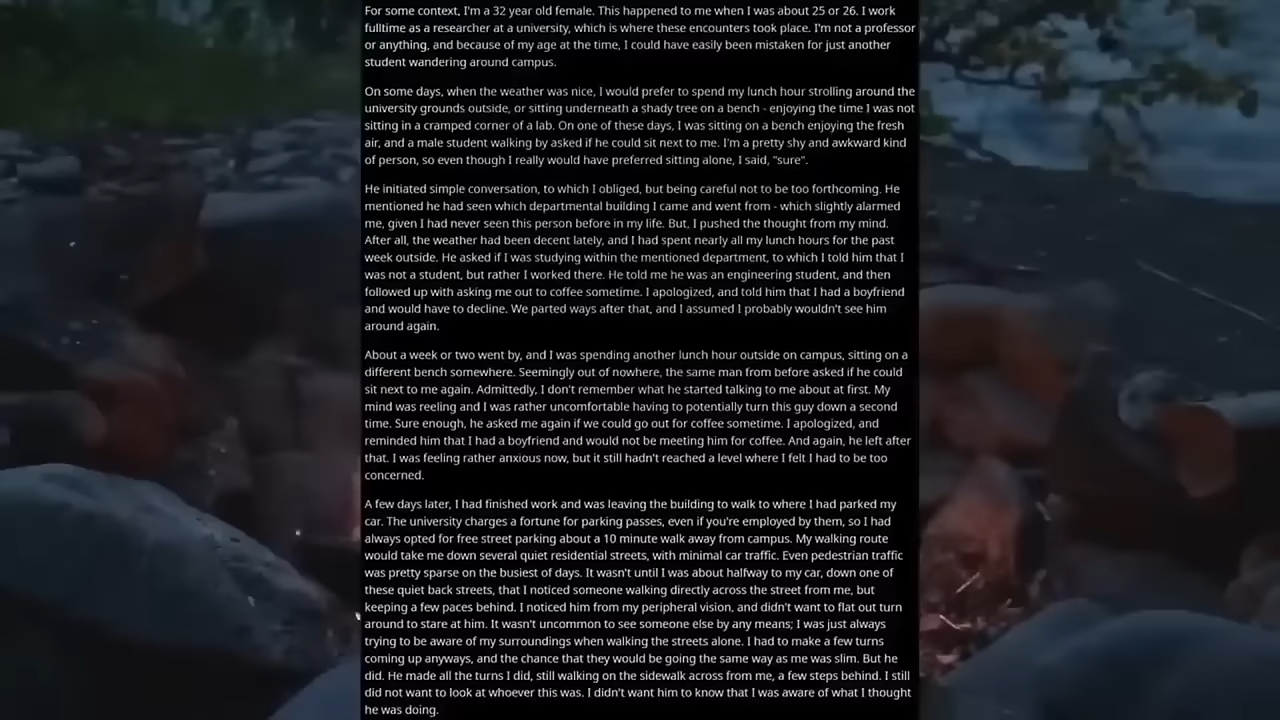 For some context, I'm a 32 year old female. This happened to me when I was about 25 or 26. I work
fulltime as a researcher at a university, which is where these encounters took place. I'm not a professor
or anything, and because of my age at the time, I could have easily been mistaken for just another
student wandering around campus.
On some days, when the weather was nice, I would prefer to spend my lunch hour strolling around the
university grounds outside, or sitting underneath a shady tree on a bench - enjoying the time I was not
sitting in a cramped corner of a lab. On one of these days, I was sitting on a bench enjoying the fresh
air, and a male student walking by asked if he could sit next to me. I'm a pretty shy and awkward kind
of person, so even though I really would have preferred sitting alone, I said, "sure".
He initiated simple conversation, to which I obliged, but being careful not to be too forthcoming. He
mentioned he had seen which departmental building I came and went from - which slightly alarmed
me, given I had never seen this person before in my life. But, I pushed the thought from my mind.
After all, the weather had been decent lately, and I had spent nearly all my lunch hours for the past
week outside. He asked if I was studying within the mentioned department, to which I told him that I
was not a student, but rather I worked there. He told me he was an engineering student, and then
followed up with asking me out to coffee sometime. I apologized, and told him that I had a boyfriend
and would have to decline. We parted ways after that, and I assumed I probably wouldn't see him
around again.
About a week or two went by, and I was spending another lunch hour outside on campus, sitting on a
different bench somewhere. Seemingly out of nowhere, the same man from before asked if he could
sit next to me again. Admittedly, I don't remember what he started talking to me about at first. My
mind was reeling and I was rather uncomfortable having to potentially turn this guy down a second
time. Sure enough, he asked me again if we could go out for coffee sometime. I apologized, and
reminded him that I had a boyfriend and would not be meeting him for coffee. And again, he left after
that. I was feeling rather anxious now, but it still hadn't reached a level where I felt I had to be too
concerned.
A few days later, I had finished work and was leaving the building to walk to where I had parked my
car. The university charges a fortune for parking passes, even if you're employed by them, so I had
always opted for free street parking about a 10 minute walk away from campus. My walking route
would take me down several quiet residential streets, with minimal car traffic. Even pedestrian traffic
was pretty sparse on the busiest of days. It wasn't until I was about halfway to my car, down one of
these quiet back streets, that I noticed someone walking directly across the street from me, but
keeping a few paces behind. I noticed him from my peripheral vision, and didn't want to flat out turn
around to stare at him. It wasn't uncommon to see someone else by any means; I was just always
trying to be aware of my surroundings when walking the streets alone. I had to make a few turns
coming up anyways, and the chance that they would be going the same way as me was slim. But he
did. He made all the turns I did, still walking on the sidewalk across from me, a few steps behind. I still
did not want to look at whoever this was. I didn't want him to know that I was aware of what I thought
he was doing.